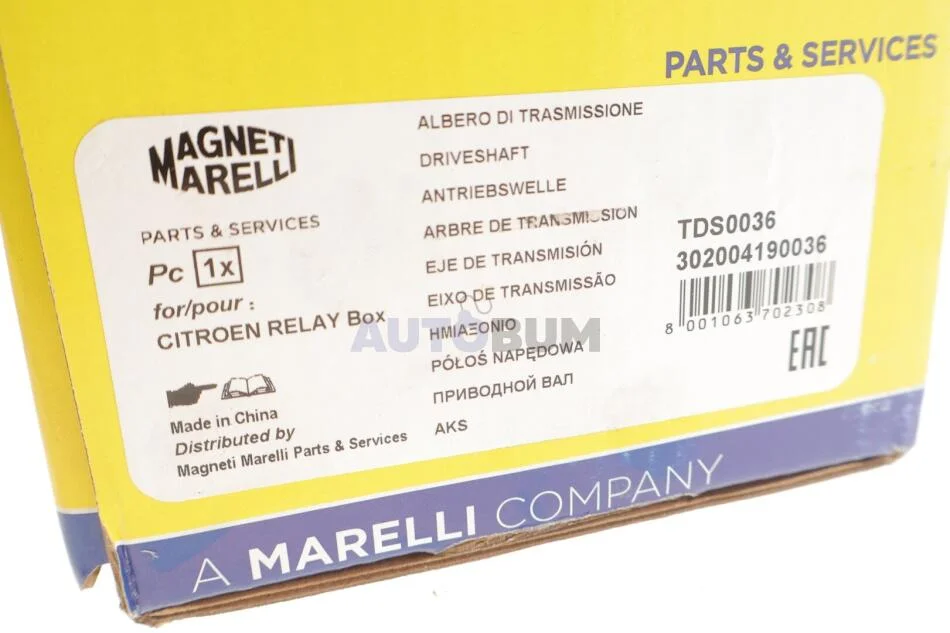 PARTS & SERVICES
MAGNETI
MARELLI
PARTS & SERVICES
Pc 1x
for/pour :
CITROEN RELAY Box
Made in China
Distributed by
Magneti Marelli Parts & Services
ALBERO DI TRASMISSIONE
DRIVESHAFT
ANTRIEBSWELLE
ARBRE DE TRANSMISSION
EJE DE TRANSMISIÓN
EIXO DE TRANSMISSÃO
ΗΜΙΑΞΟΝΙΟ
PÓŁOŚ NAPĘDOWA
ПРИВОДНОЙ ВАЛ
AKS
TDS0036
302004190036
8 001063 702308
EAC
AUTOBUM
A MARELLI COMPANY